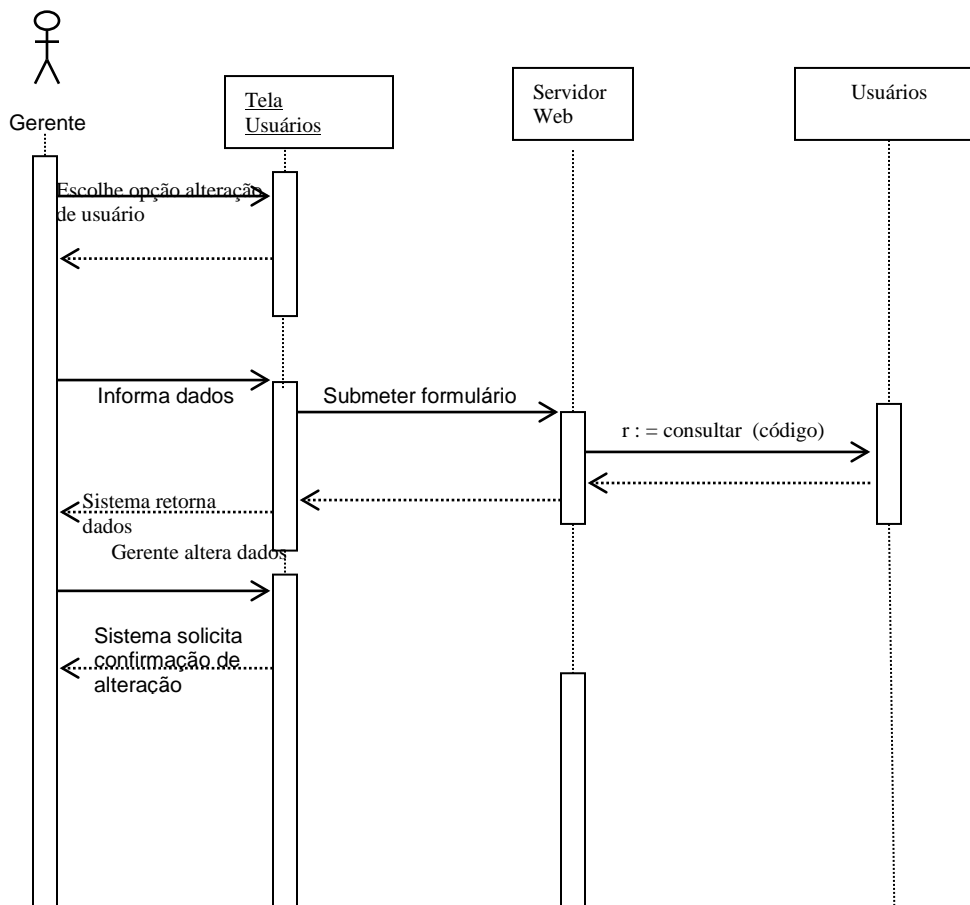 Gerente
Tela
Usuários
Servidor
Web
Usuários
Escolhe opção alteração
de usuário
Informa dados
Submeter formulário
r : = consultar (código)
Sistema retorna
dados
Gerente altera dados
Sistema solicita
confirmação de
alteração